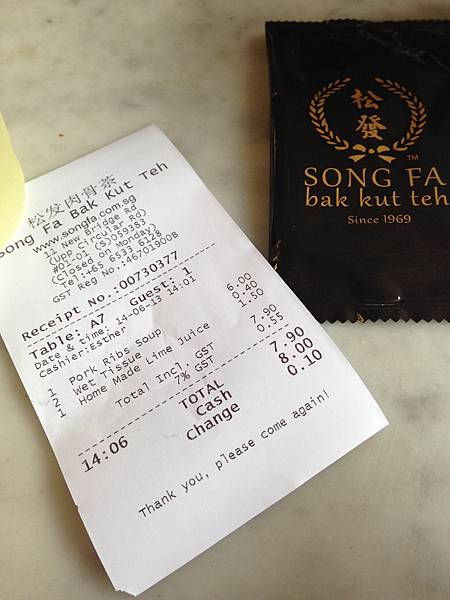 松发肉骨茶
Song Fa Bak Kut Teh
www.songfa.com.sg
11 New Bridge Rd
(Upp Circular Rd)
#01-01 (S)059383
(Closed on Monday)
Tel:+65 6533 6128
GST Reg No.:46701900B
Receipt No.:00730377
Table: A7 Guest: 1
Date & time: 14-06-13 14:01
Cashier:Esther
1 Pork Ribs Soup 6.00
2 Wet Tissue 0.40
1 Home Made Lime Juice 1.50
Total Incl. GST 7.90
7% GST 0.55
TOTAL 7.90
Cash 8.00
Change 0.10
14:06
Thank you, please come again!
松發
TM
SONG FA
bak kut teh
Since 1969